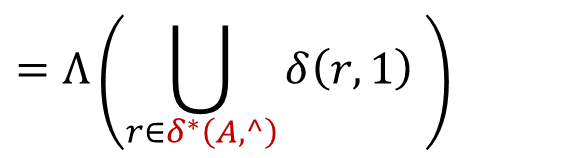 = Λ(⋃ δ(r, 1))
r∈δ*(A,^)